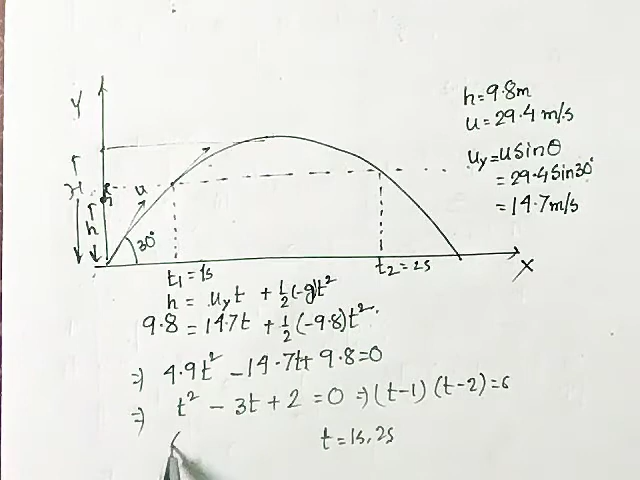 Y
h=9.8m
u=29.4 m/s
uy=usinθ
=29.4sin30°
=14.7m/s
H
u
h
30°
t₁=1s
t₂=2s
X
h = uyt + ½(-g)t²
9.8 = 14.7t + ½(-9.8)t²
⇒ 4.9t² - 14.7t + 9.8=0
⇒ t² - 3t + 2 = 0 ⇒ (t-1) (t-2) = 0
t=1s, 2s